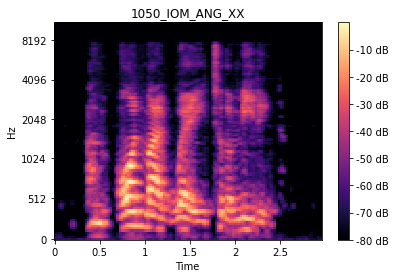 1050_IOM_ANG_XX
8192
4096
2048
1024
512
0
Hz
0 0.5 1 1.5 2 2.5
Time
-10 dB
-20 dB
-30 dB
-40 dB
-50 dB
-60 dB
-70 dB
-80 dB